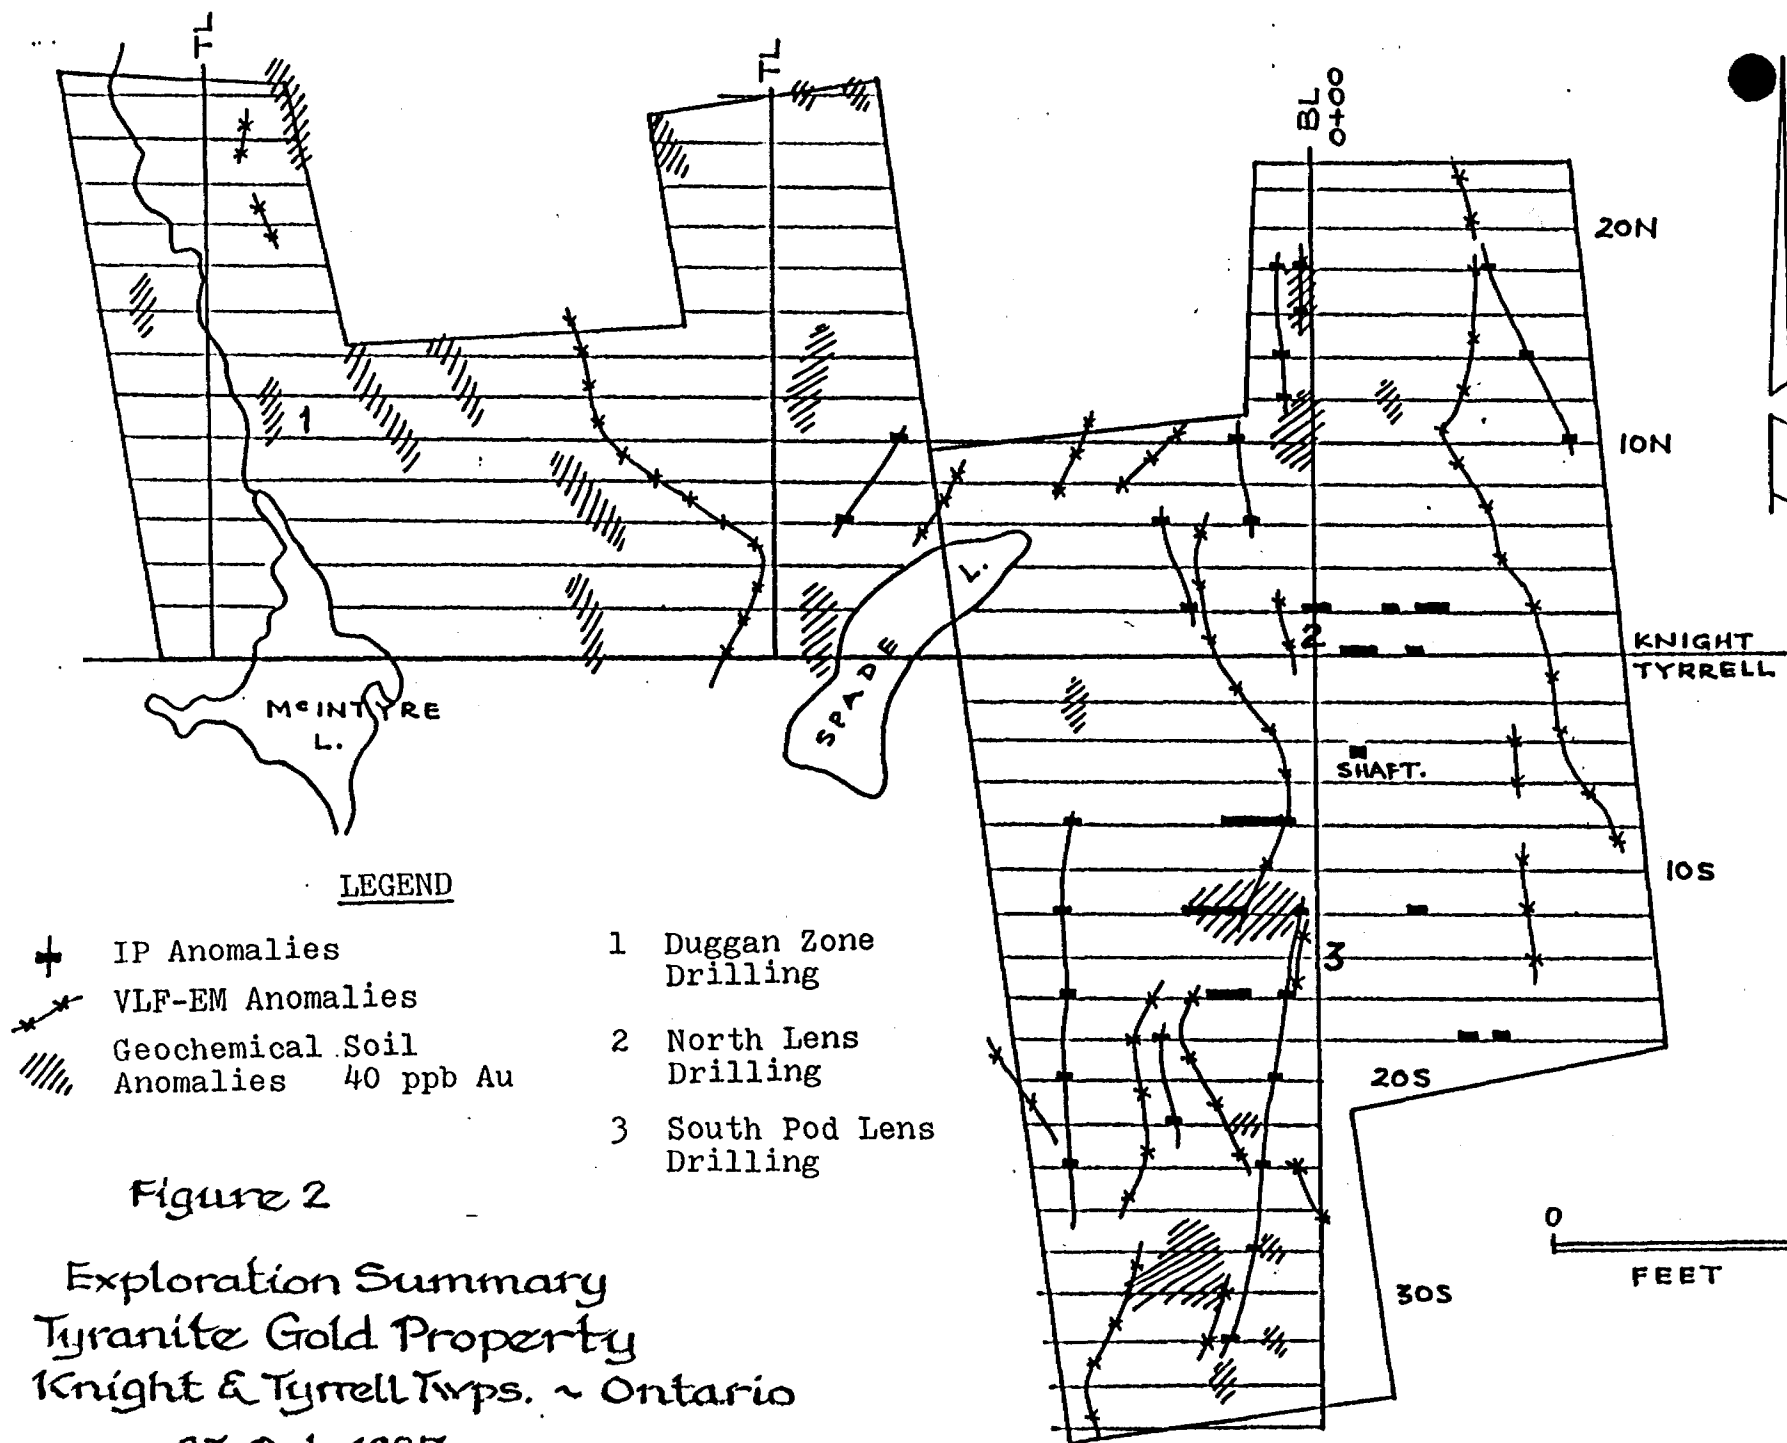 TL
TL
BL
0+00
20N
10N
1
L.
2
KNIGHT
TYRRELL
SPADE
McINTYRE
L.
SHAFT.
10S
3
20S
30S
0
FEET
LEGEND
IP Anomalies
VLF-EM Anomalies
Geochemical Soil
Anomalies 40 ppb Au
1 Duggan Zone
Drilling
2 North Lens
Drilling
3 South Pod Lens
Drilling
Figure 2
Exploration Summary
Tyranite Gold Property
Knight & Tyrrell Twps. ~ Ontario